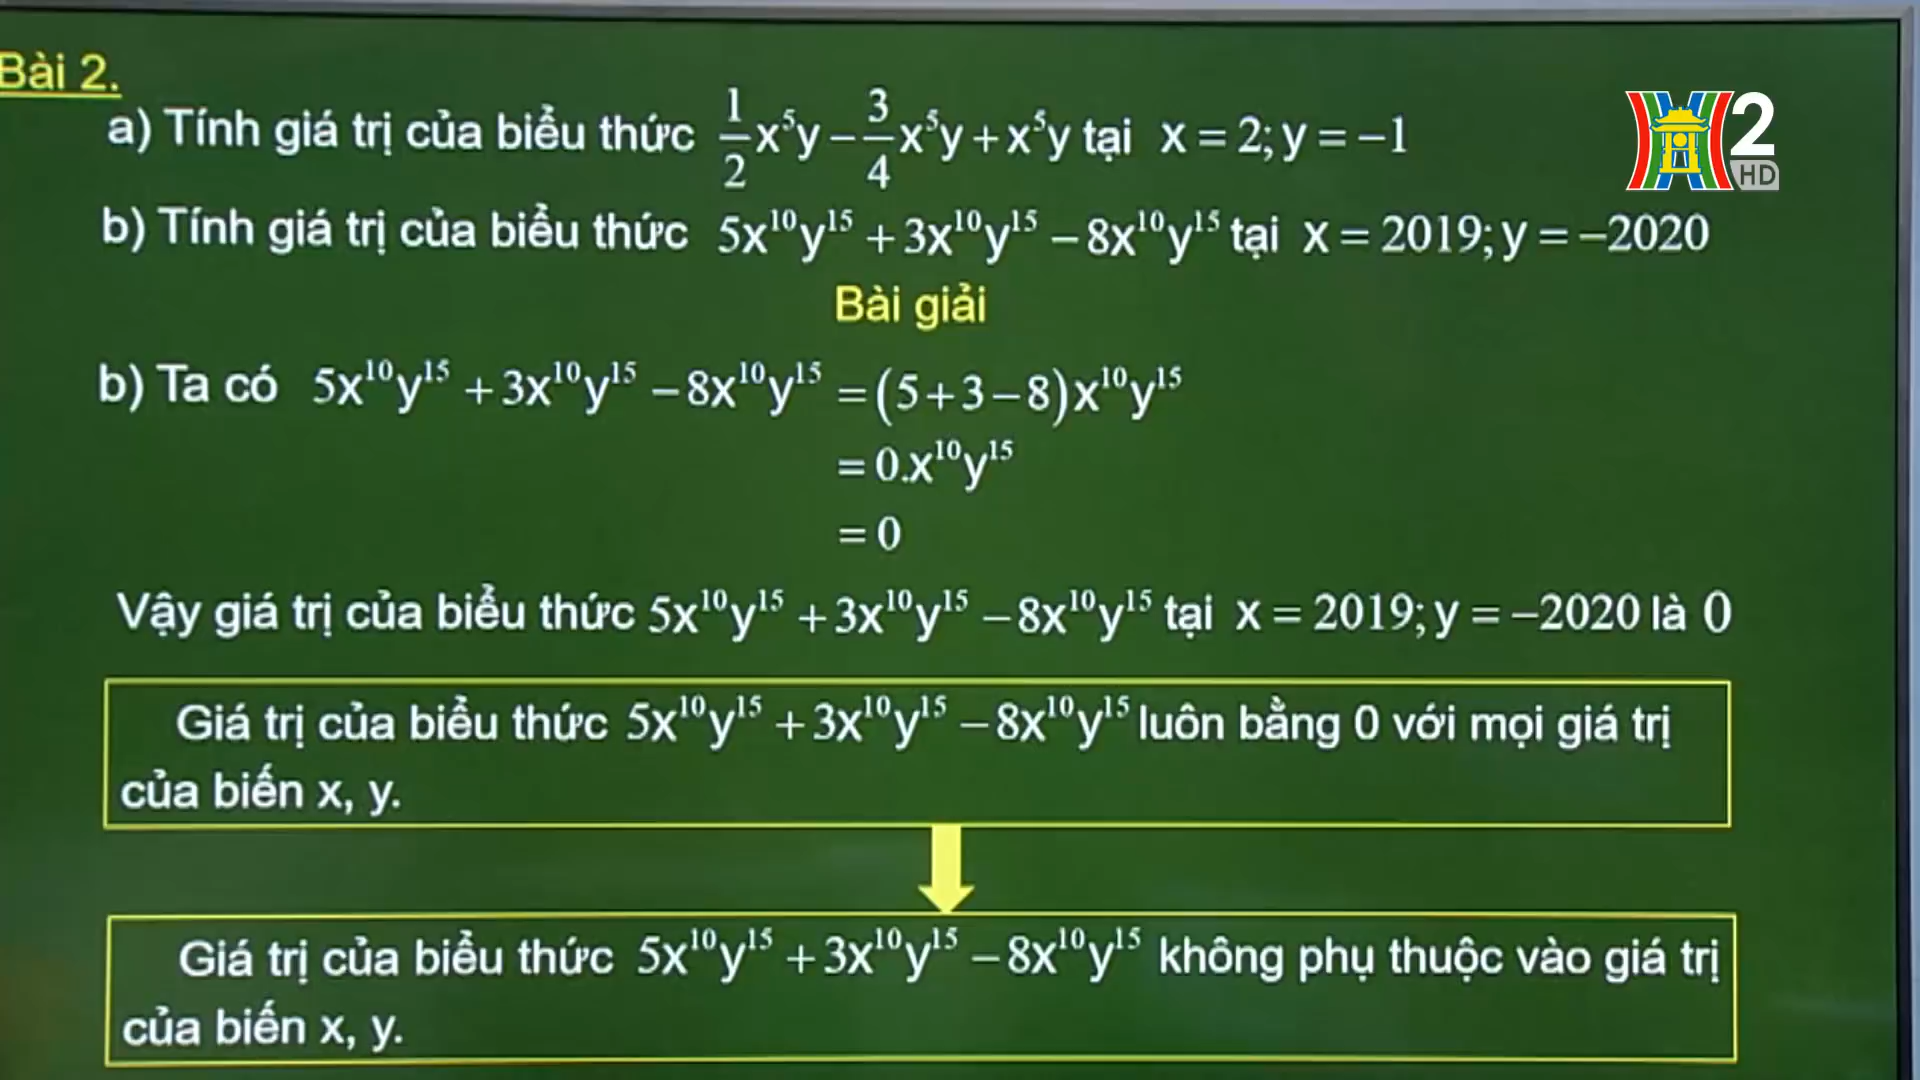 Bài 2.
a) Tính giá trị của biểu thức 1/2 x⁵y − 3/4 x⁵y + x⁵y tại x = 2; y = −1
2
HD
b) Tính giá trị của biểu thức 5x¹⁰y¹⁵ + 3x¹⁰y¹⁵ − 8x¹⁰y¹⁵ tại x = 2019; y = −2020
Bài giải
b) Ta có 5x¹⁰y¹⁵ + 3x¹⁰y¹⁵ − 8x¹⁰y¹⁵ = (5 + 3 − 8)x¹⁰y¹⁵
= 0.x¹⁰y¹⁵
= 0
Vậy giá trị của biểu thức 5x¹⁰y¹⁵ + 3x¹⁰y¹⁵ − 8x¹⁰y¹⁵ tại x = 2019; y = −2020 là 0
Giá trị của biểu thức 5x¹⁰y¹⁵ + 3x¹⁰y¹⁵ − 8x¹⁰y¹⁵ luôn bằng 0 với mọi giá trị
của biến x, y.
Giá trị của biểu thức 5x¹⁰y¹⁵ + 3x¹⁰y¹⁵ − 8x¹⁰y¹⁵ không phụ thuộc vào giá trị
của biến x, y.